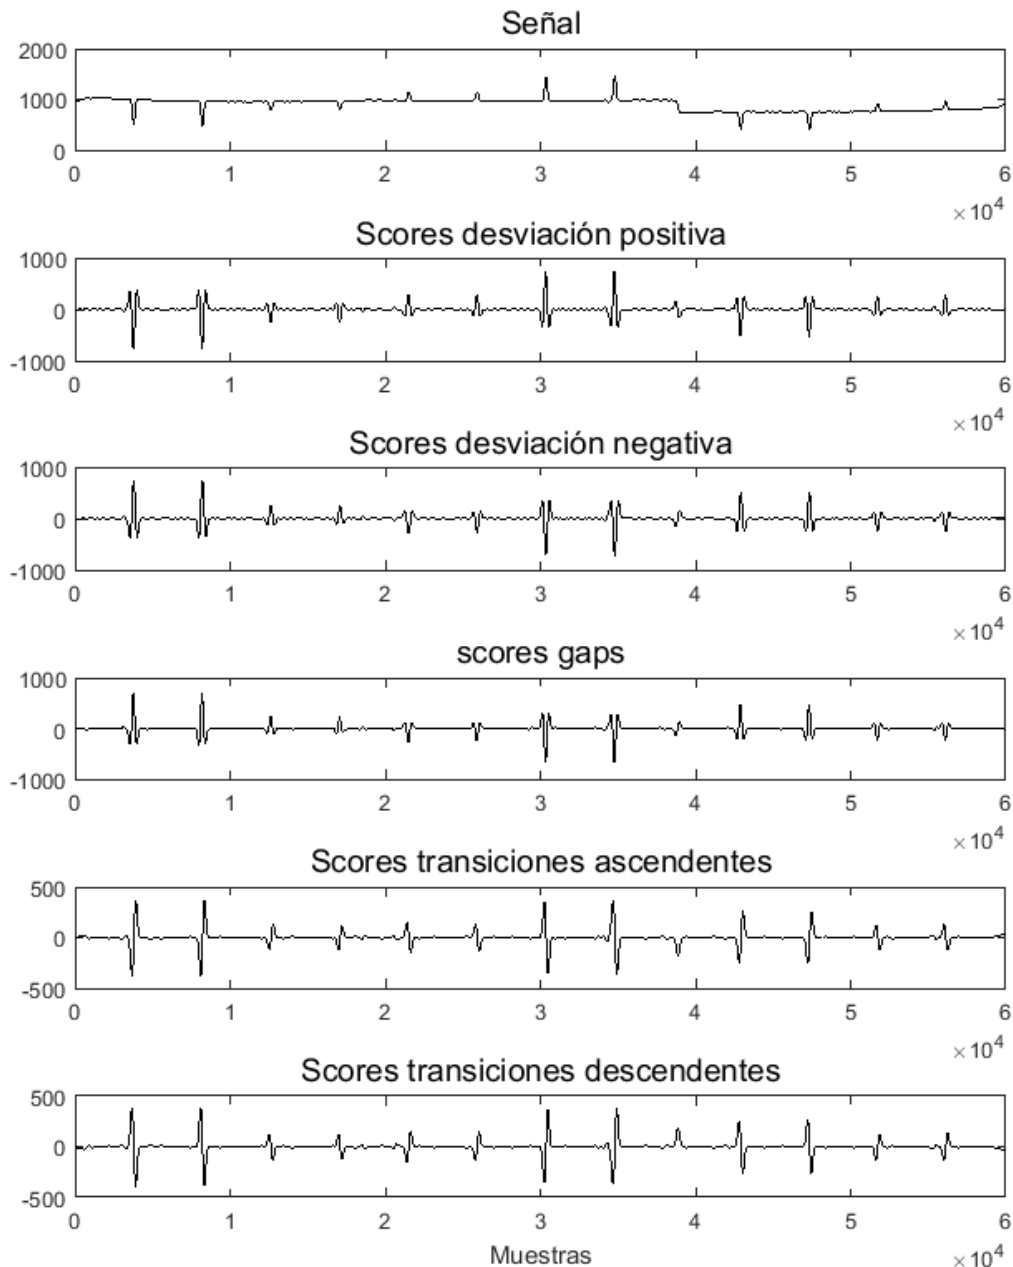 Señal
2000
1000
0
0 1 2 3 4 5 6
×10⁴
Scores desviación positiva
1000
0
-1000
0 1 2 3 4 5 6
×10⁴
Scores desviación negativa
1000
0
-1000
0 1 2 3 4 5 6
×10⁴
scores gaps
1000
0
-1000
0 1 2 3 4 5 6
×10⁴
Scores transiciones ascendentes
500
0
-500
0 1 2 3 4 5 6
×10⁴
Scores transiciones descendentes
500
0
-500
0 1 2 3 4 5 6
Muestras
×10⁴